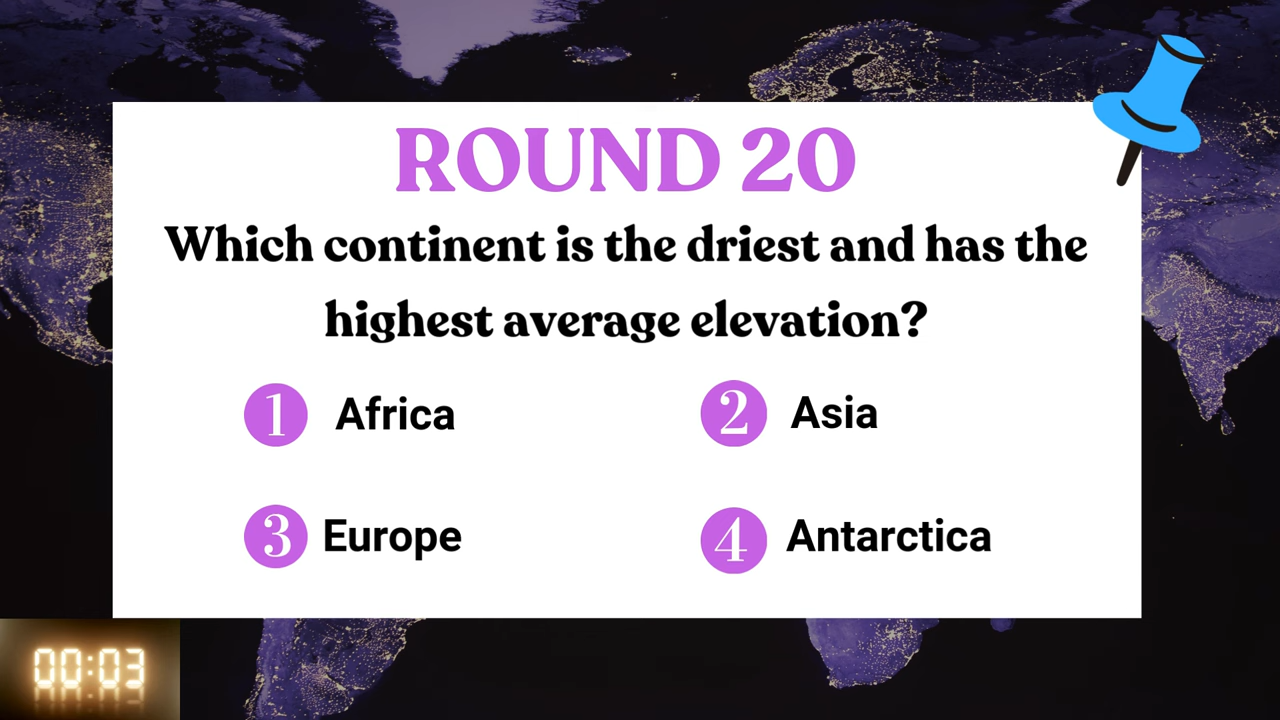 ROUND 20
Which continent is the driest and has the
highest average elevation?
1 Africa
2 Asia
3 Europe
4 Antarctica
00:03